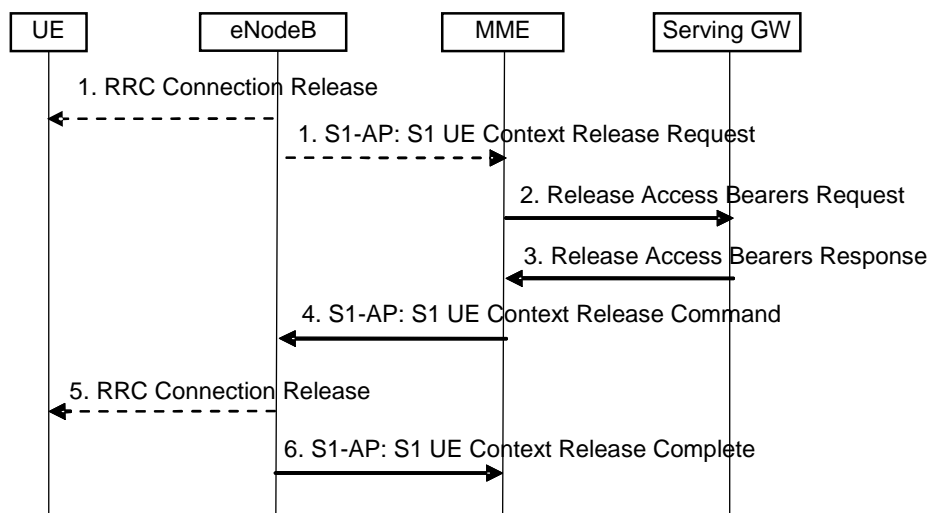 UE
eNodeB
MME
Serving GW
1. RRC Connection Release
1. S1-AP: S1 UE Context Release Request
2. Release Access Bearers Request
3. Release Access Bearers Response
4. S1-AP: S1 UE Context Release Command
5. RRC Connection Release
6. S1-AP: S1 UE Context Release Complete